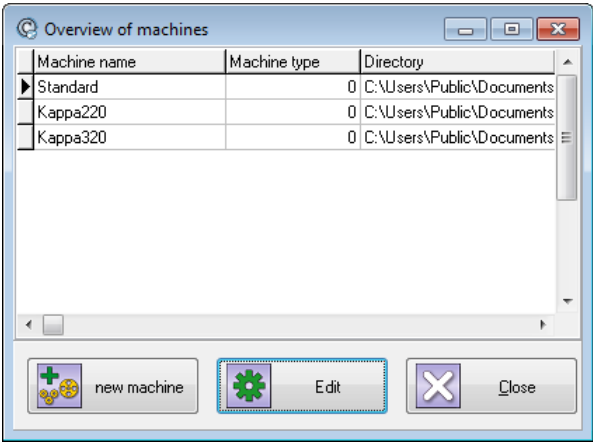 Overview of machines
Machine name Machine type Directory
Standard 0 C:\Users\Public\Documents
Kappa220 0 C:\Users\Public\Documents
Kappa320 0 C:\Users\Public\Documents
new machine Edit Close